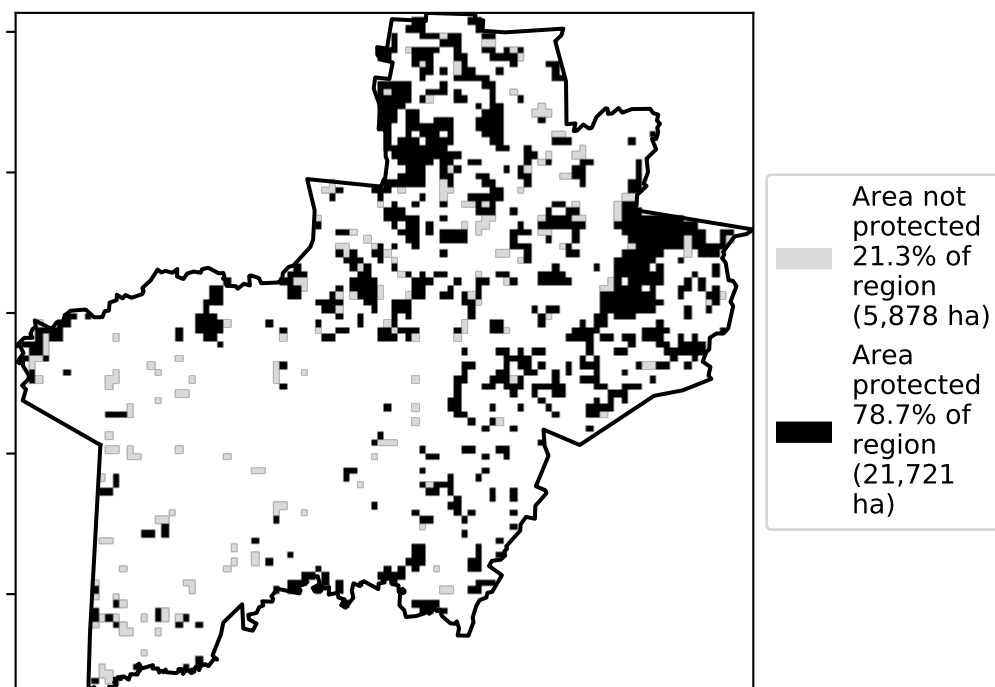 Area not
protected
21.3% of
region
(5,878 ha)
Area
protected
78.7% of
region
(21,721
ha)